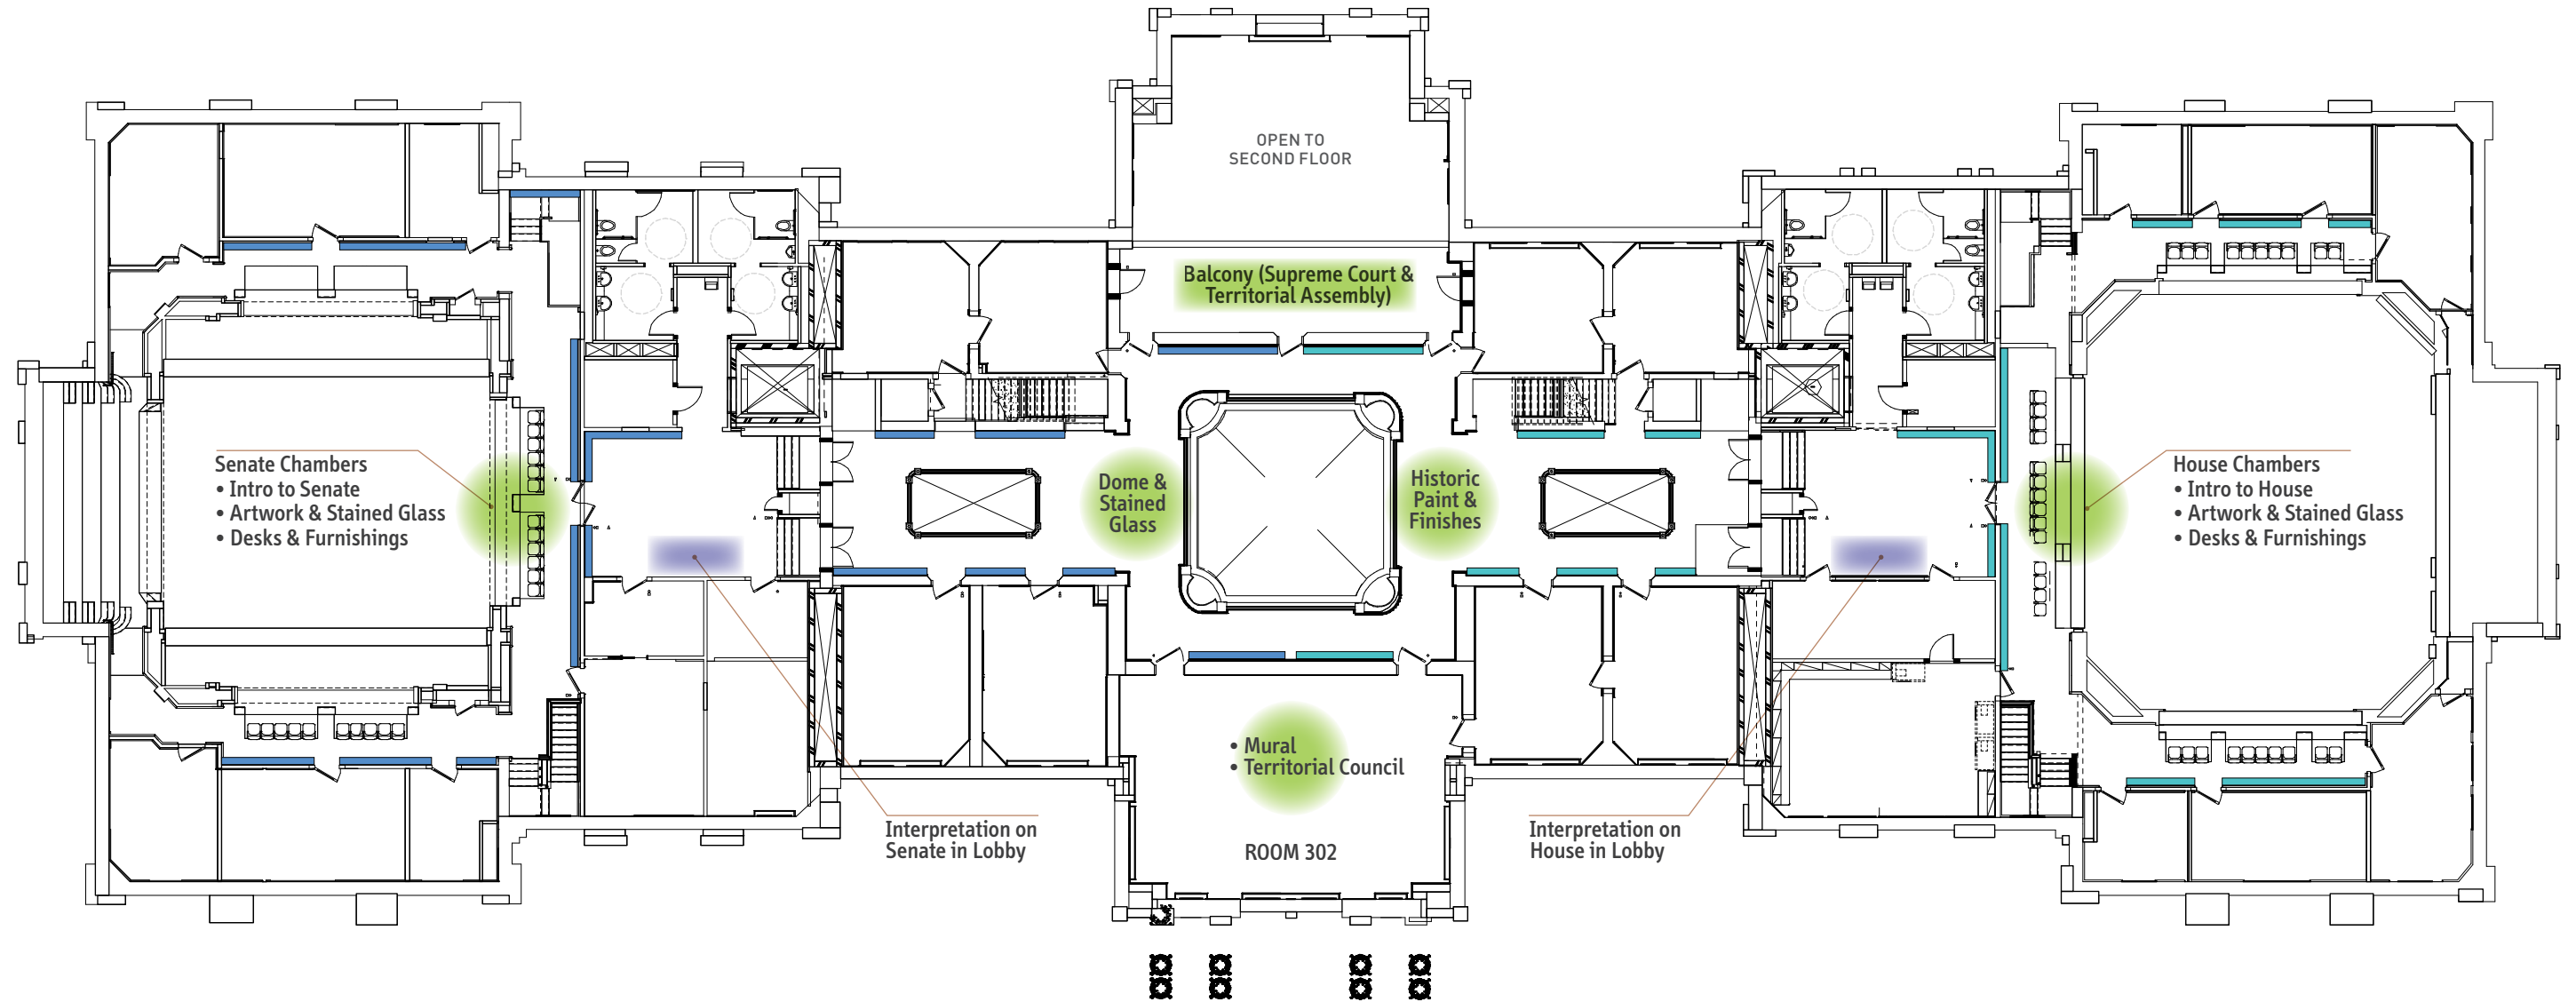 OPEN TO
SECOND FLOOR
Balcony (Supreme Court &
Territorial Assembly)
Senate Chambers
• Intro to Senate
• Artwork & Stained Glass
• Desks & Furnishings
Dome &
Stained
Glass
Historic
Paint &
Finishes
House Chambers
• Intro to House
• Artwork & Stained Glass
• Desks & Furnishings
• Mural
• Territorial Council
Interpretation on
Senate in Lobby
ROOM 302
Interpretation on
House in Lobby